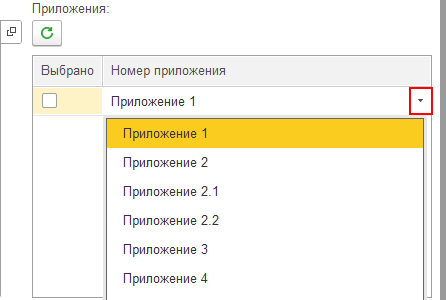 Приложения:
Выбрано Номер приложения
Приложение 1
Приложение 1
Приложение 2
Приложение 2.1
Приложение 2.2
Приложение 3
Приложение 4